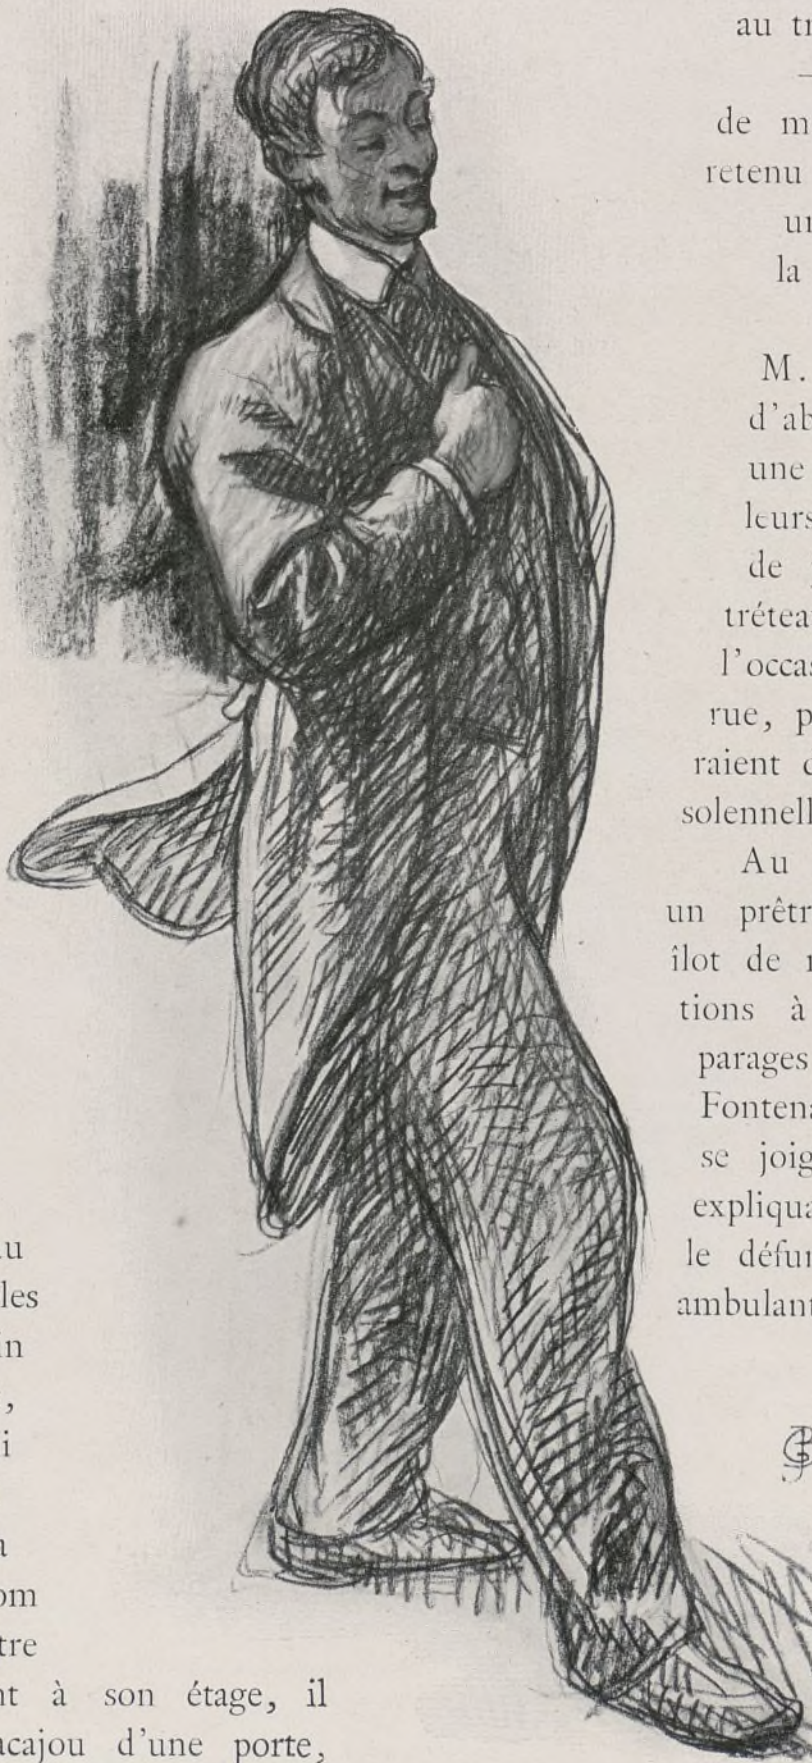 au
les
in
,
i
a
om
tre
nt à son étage, il
acajou d'une porte,
au tr
—
de m
retenu
un
la
M.
d'ab
une
leurs
de
tréteau
l'occas
rue, p
raient d
solennell
Au
un prêtr
îlot de r
tions à
parages
Fontena
se joig
expliqua
le défun
ambulant